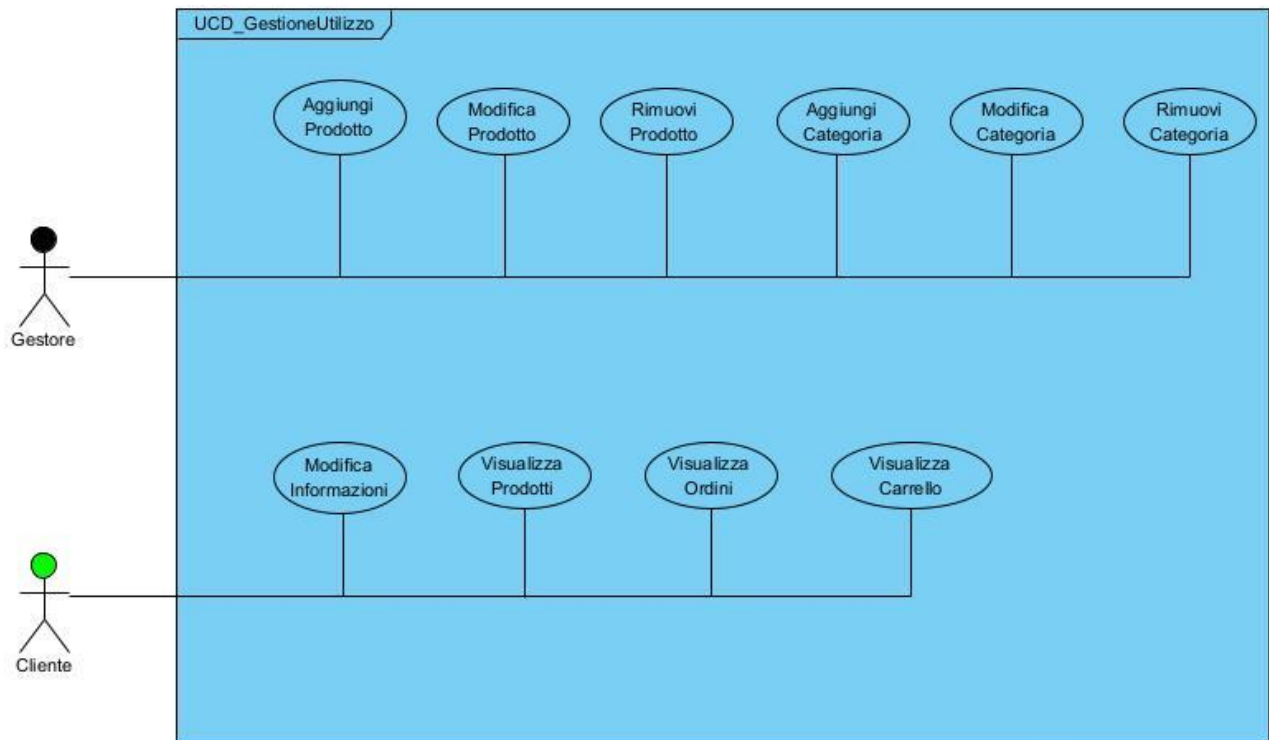 UCD_GestioneUtilizzo
Aggiungi
Prodotto
Modifica
Prodotto
Rimuovi
Prodotto
Aggiungi
Categoria
Modifica
Categoria
Rimuovi
Categoria
Gestore
Modifica
Informazioni
Visualizza
Prodotti
Visualizza
Ordini
Visualizza
Carrello
Cliente